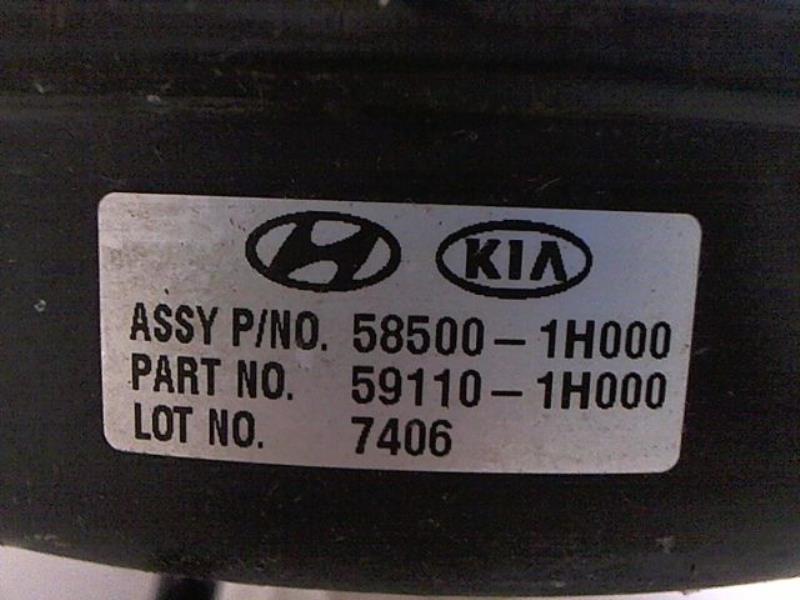 KIA
ASSY P/NO. 58500-1H000
PART NO. 59110-1H000
LOT NO. 7406